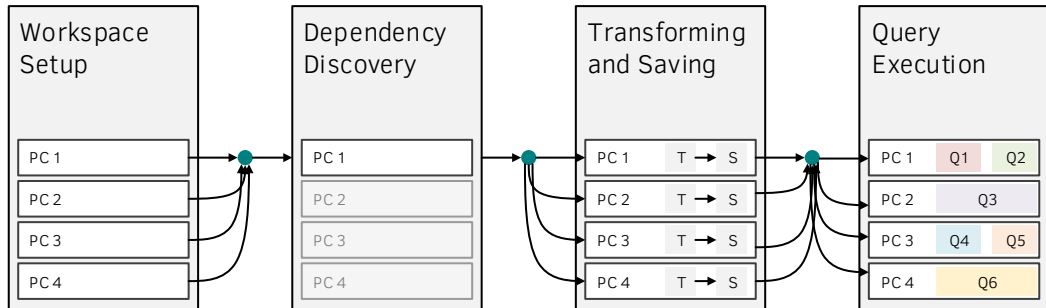 Workspace
Setup
PC 1
PC 2
PC 3
PC 4
Dependency
Discovery
PC 1
PC 2
PC 3
PC 4
Transforming
and Saving
PC 1 T S
PC 2 T S
PC 3 T S
PC 4 T S
Query
Execution
PC 1 Q1 Q2
PC 2 Q3
PC 3 Q4 Q5
PC 4 Q6